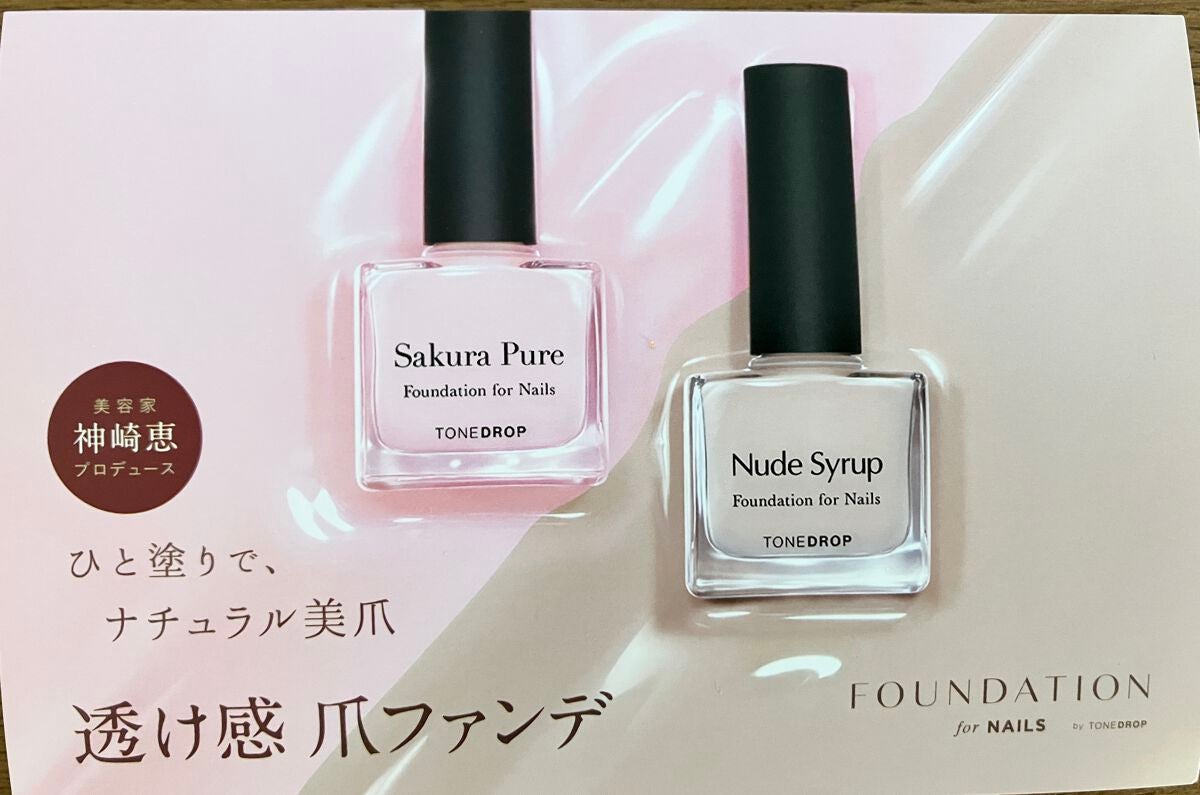 Sakura Pure
Foundation for Nails
TONEDROP
Nude Syrup
Foundation for Nails
TONEDROP
美容家
神崎恵
プロデュース
ひと塗りで、
ナチュラル美爪
透け感 爪ファンデ
FOUNDATION
for NAILS by TONEDROP